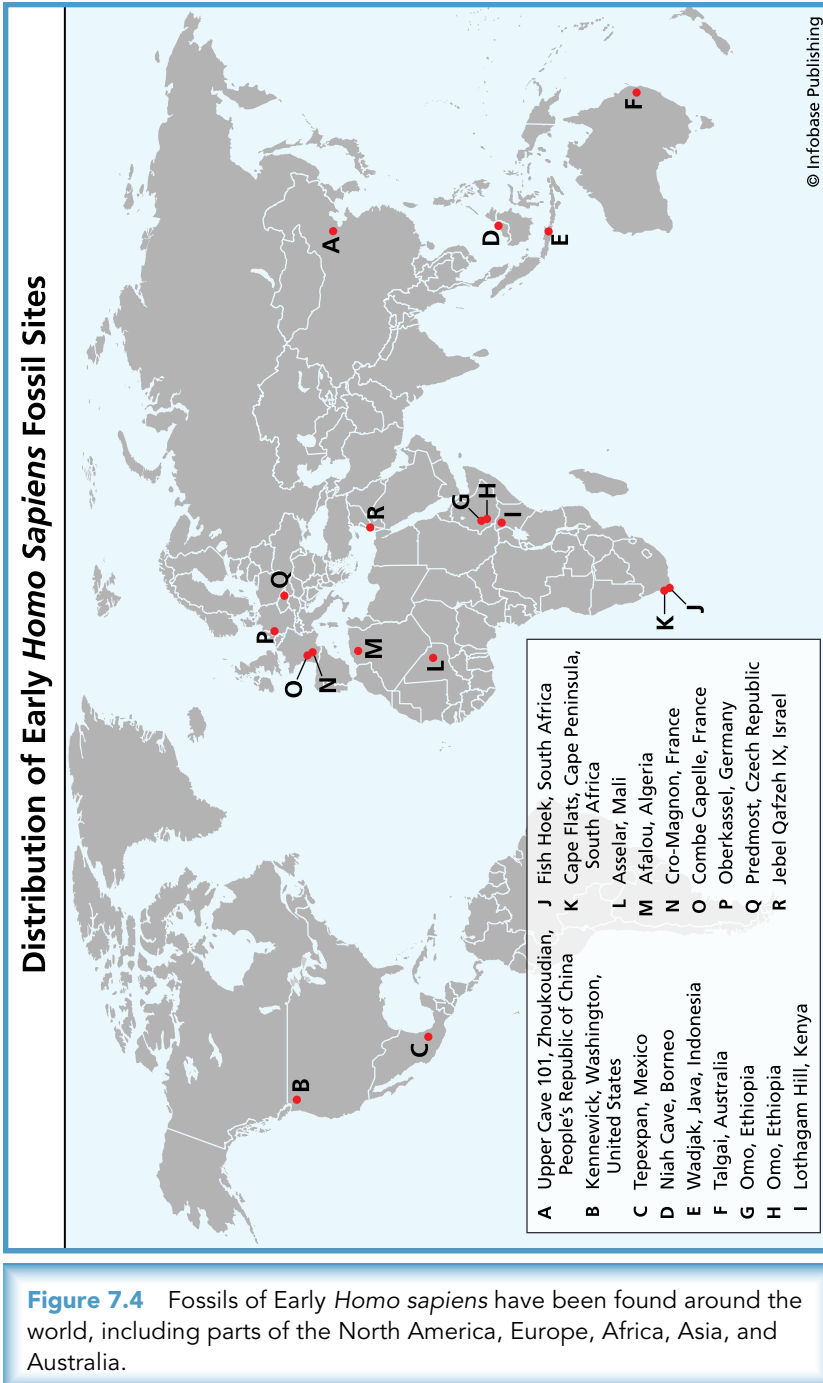 Distribution of Early Homo Sapiens Fossil Sites
A
B
C
D
E
F
G
H
I
J
K
L
M
N
O
P
Q
R
A Upper Cave 101, Zhoukoudian,
People's Republic of China
B Kennewick, Washington,
United States
C Tepexpan, Mexico
D Niah Cave, Borneo
E Wadjak, Java, Indonesia
F Talgai, Australia
G Omo, Ethiopia
H Omo, Ethiopia
I Lothagam Hill, Kenya
J Fish Hoek, South Africa
K Cape Flats, Cape Peninsula,
South Africa
L Asselar, Mali
M Afalou, Algeria
N Cro-Magnon, France
O Combe Capelle, France
P Oberkassel, Germany
Q Predmost, Czech Republic
R Jebel Qafzeh IX, Israel
© Infobase Publishing
Figure 7.4 Fossils of Early Homo sapiens have been found around the
world, including parts of the North America, Europe, Africa, Asia, and
Australia.